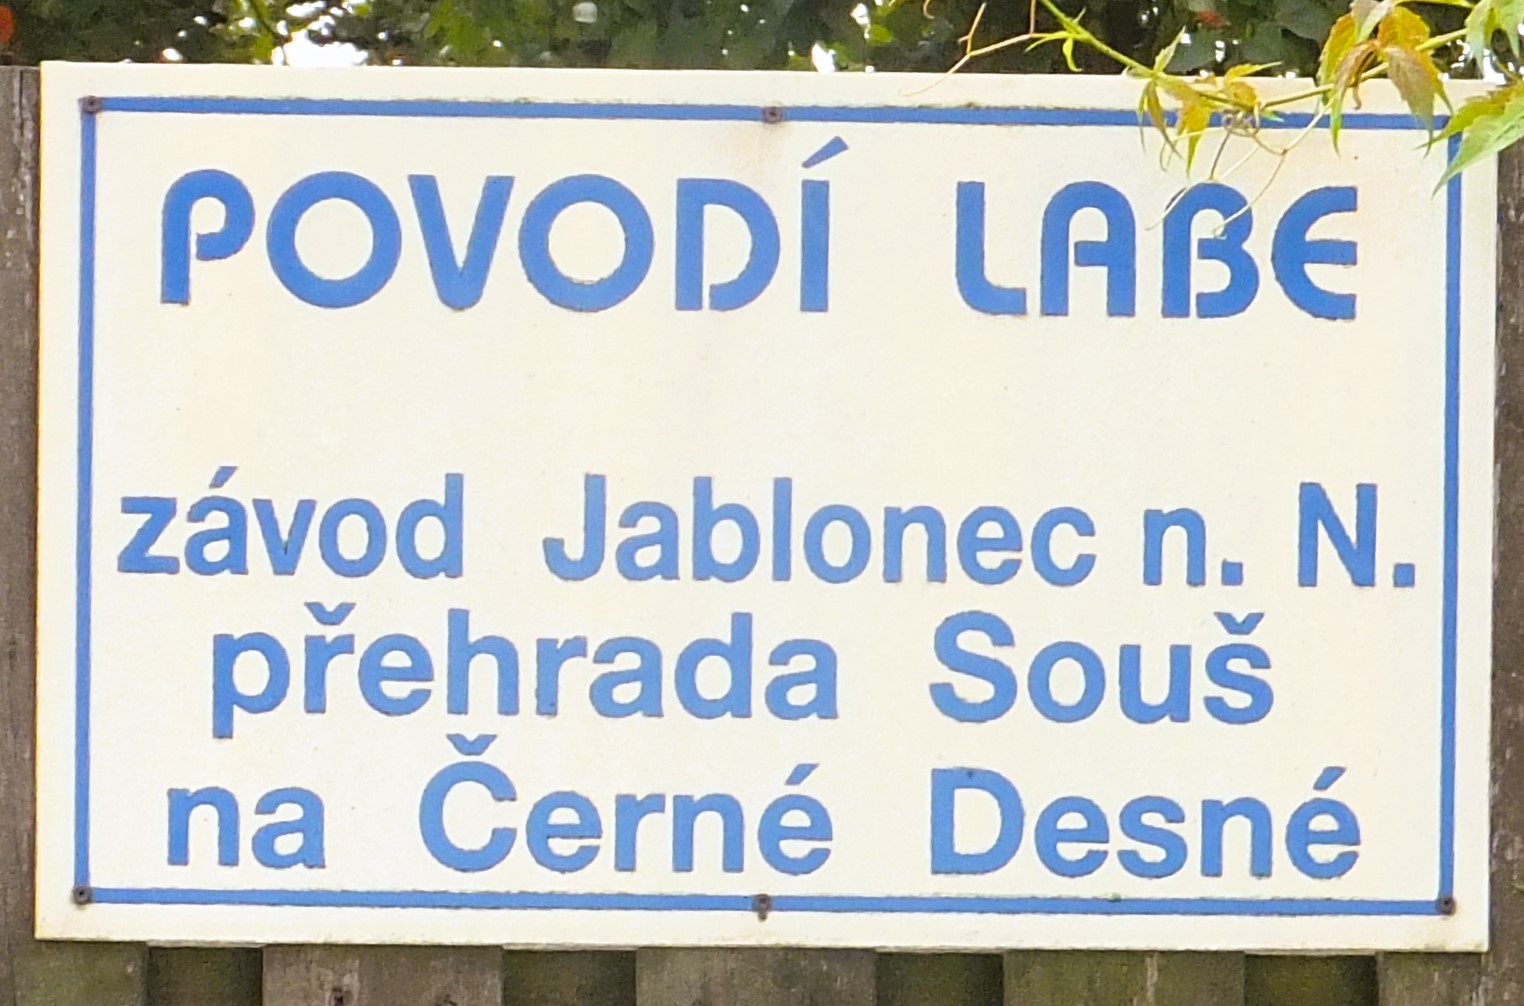 POVODÍ LABE
závod Jablonec n. N.
přehrada Souš
na Černé Desné